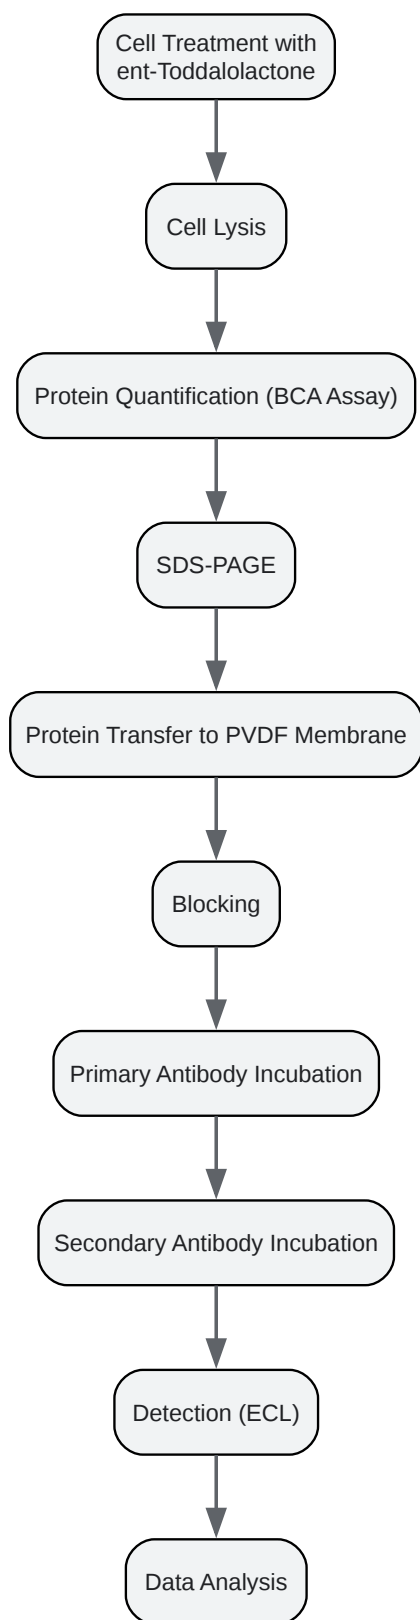 Cell Treatment with
ent-Toddalolactone
Cell Lysis
Protein Quantification (BCA Assay)
SDS-PAGE
Protein Transfer to PVDF Membrane
Blocking
Primary Antibody Incubation
Secondary Antibody Incubation
Detection (ECL)
Data Analysis